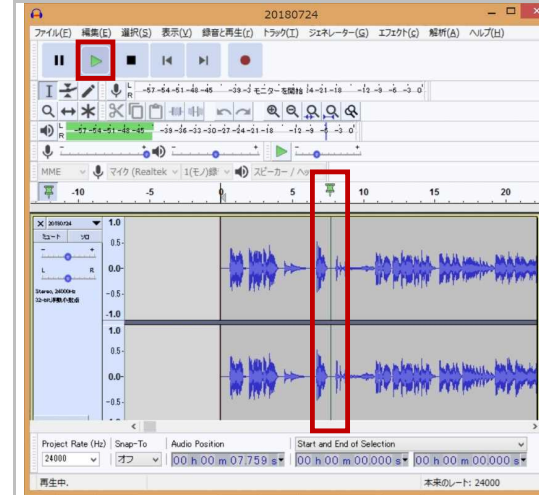 20180724
ファイル(F) 編集(E) 選択(S) 表示(V) 録音と再生(r) トラック(T) ジェネレーター(G) エフェクト(c) 解析(A) ヘルプ(H)
L R -57 -54 -51 -48 -45 -39 -3 モニターを開始 4 -21 -18 -12 -9 -6 -3 0
L R -57 -54 -51 -48 -45 -39 -36 -33 -30 -27 -24 -21 -18 -12 -9 -3 0
MME マイク (Realtek 1(モノ)録 スピーカー / ヘッ
-10 -5 0 5 10 15 20
20180724 1.0
ミュート ソロ 0.5
- + 0.0
L R -0.5
Stereo, 24000Hz
32-bit浮動小数点
-1.0
1.0
0.5
0.0
-0.5
Project Rate (Hz) Snap-To Audio Position Start and End of Selection
24000 オフ 00 h 00 m 07.759 s 00 h 00 m 00.000 s 00 h 00 m 00.000 s
再生中. 本来のレート: 24000